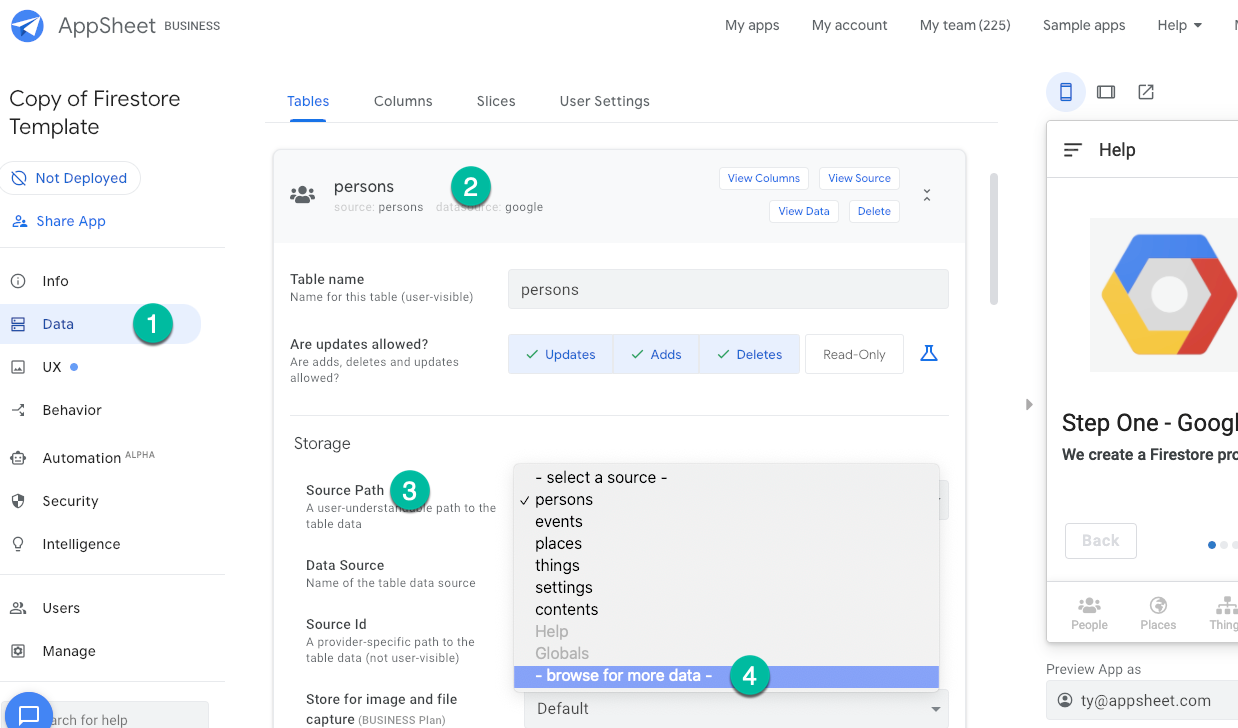 AppSheet BUSINESS
My apps
My account
My team (225)
Sample apps
Help
Copy of Firestore
Template
Not Deployed
Share App
Info
Data
1
UX
Behavior
Automation ALPHA
Security
Intelligence
Users
Manage
for help
Tables
Columns
Slices
User Settings
persons
2
source: persons
google
View Columns
View Source
View Data
Delete
Table name
Name for this table (user-visible)
persons
Are updates allowed?
Are adds, deletes and updates
allowed?
Updates
Adds
Deletes
Read-Only
Storage
Source Path
3
A user-understandable path to the
table data
- select a source -
persons
events
places
things
settings
contents
Help
Globals
- browse for more data -
4
Data Source
Name of the table data source
Source Id
A provider-specific path to the
table data (not user-visible)
Store for image and file
capture (BUSINESS Plan)
Default
Help
Step One - Googl
We create a Firestore pro
Back
People
Places
Thing
Preview App as
ty@appsheet.com